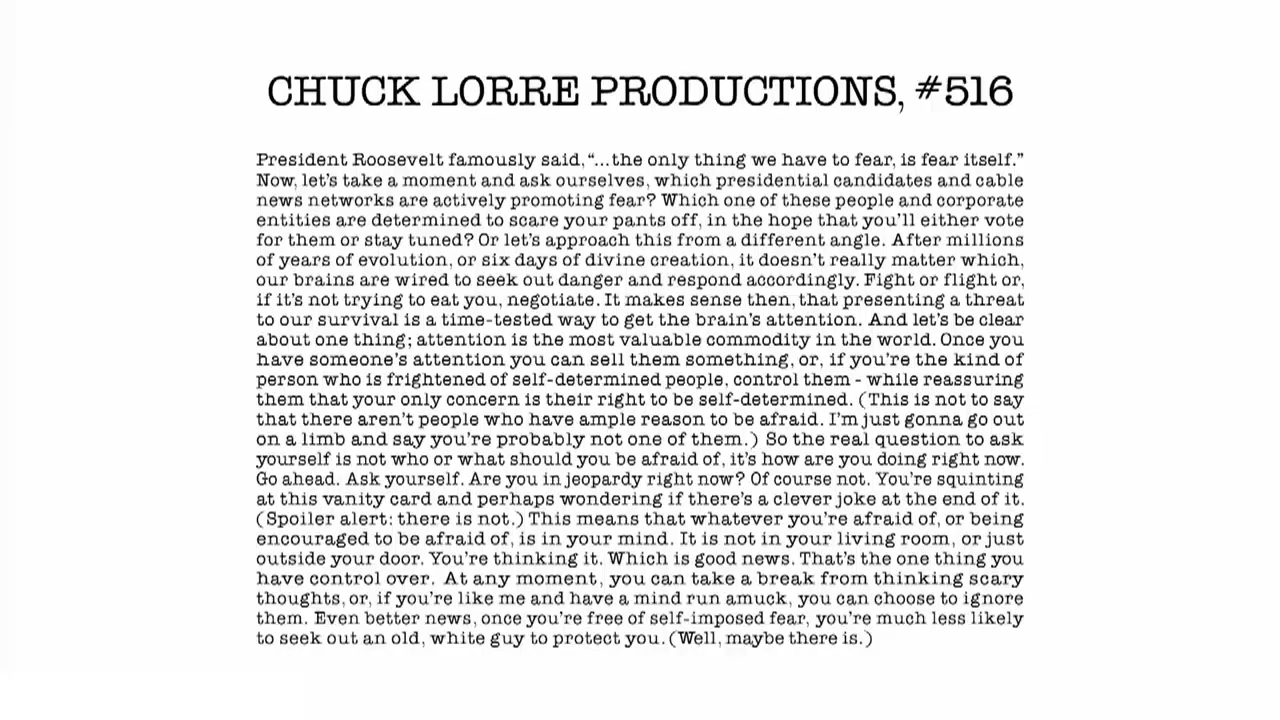 CHUCK LORRE PRODUCTIONS, #516
President Roosevelt famously said, “...the only thing we have to fear, is fear itself.”
Now, let’s take a moment and ask ourselves, which presidential candidates and cable
news networks are actively promoting fear? Which one of these people and corporate
entities are determined to scare your pants off, in the hope that you’ll either vote
for them or stay tuned? Or let’s approach this from a different angle. After millions
of years of evolution, or six days of divine creation, it doesn’t really matter which,
our brains are wired to seek out danger and respond accordingly. Fight or flight or,
if it’s not trying to eat you, negotiate. It makes sense then, that presenting a threat
to our survival is a time-tested way to get the brain’s attention. And let’s be clear
about one thing; attention is the most valuable commodity in the world. Once you
have someone’s attention you can sell them something, or, if you’re the kind of
person who is frightened of self-determined people, control them - while reassuring
them that your only concern is their right to be self-determined. (This is not to say
that there aren’t people who have ample reason to be afraid. I’m just gonna go out
on a limb and say you’re probably not one of them.) So the real question to ask
yourself is not who or what should you be afraid of, it’s how are you doing right now.
Go ahead. Ask yourself. Are you in jeopardy right now? Of course not. You’re squinting
at this vanity card and perhaps wondering if there’s a clever joke at the end of it.
(Spoiler alert: there is not.) This means that whatever you’re afraid of, or being
encouraged to be afraid of, is in your mind. It is not in your living room, or just
outside your door. You’re thinking it. Which is good news. That’s the one thing you
have control over. At any moment, you can take a break from thinking scary
thoughts, or, if you’re like me and have a mind run amuck, you can choose to ignore
them. Even better news, once you’re free of self-imposed fear, you’re much less likely
to seek out an old, white guy to protect you. (Well, maybe there is.)